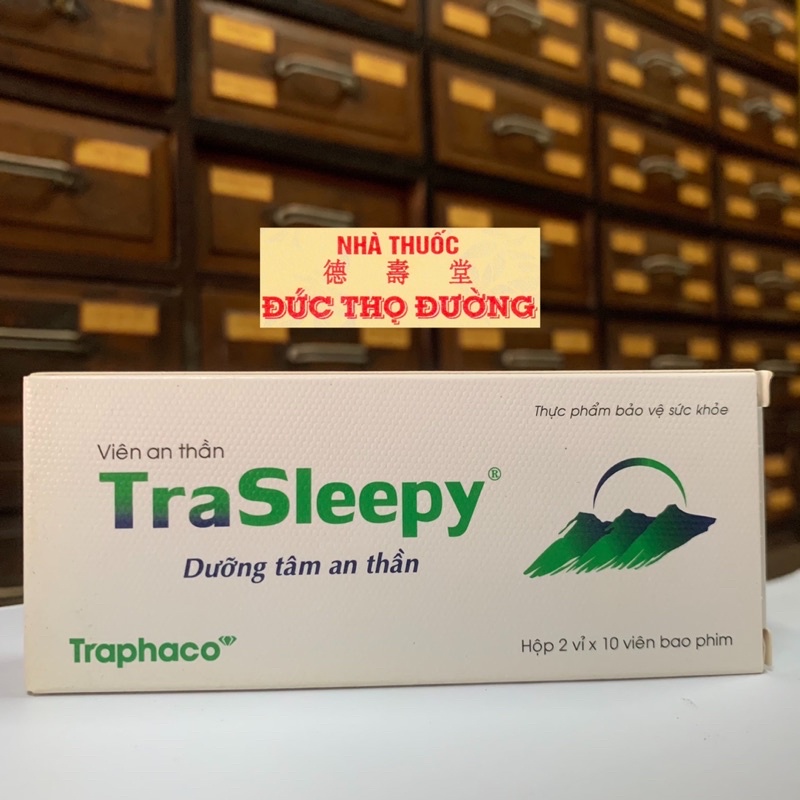 NHÀ THUỐC
德壽堂
ĐỨC THỌ ĐƯỜNG
Thực phẩm bảo vệ sức khỏe
Viên an thần
TraSleepy®
Dưỡng tâm an thần
Traphaco
Hộp 2 vỉ x 10 viên bao phim